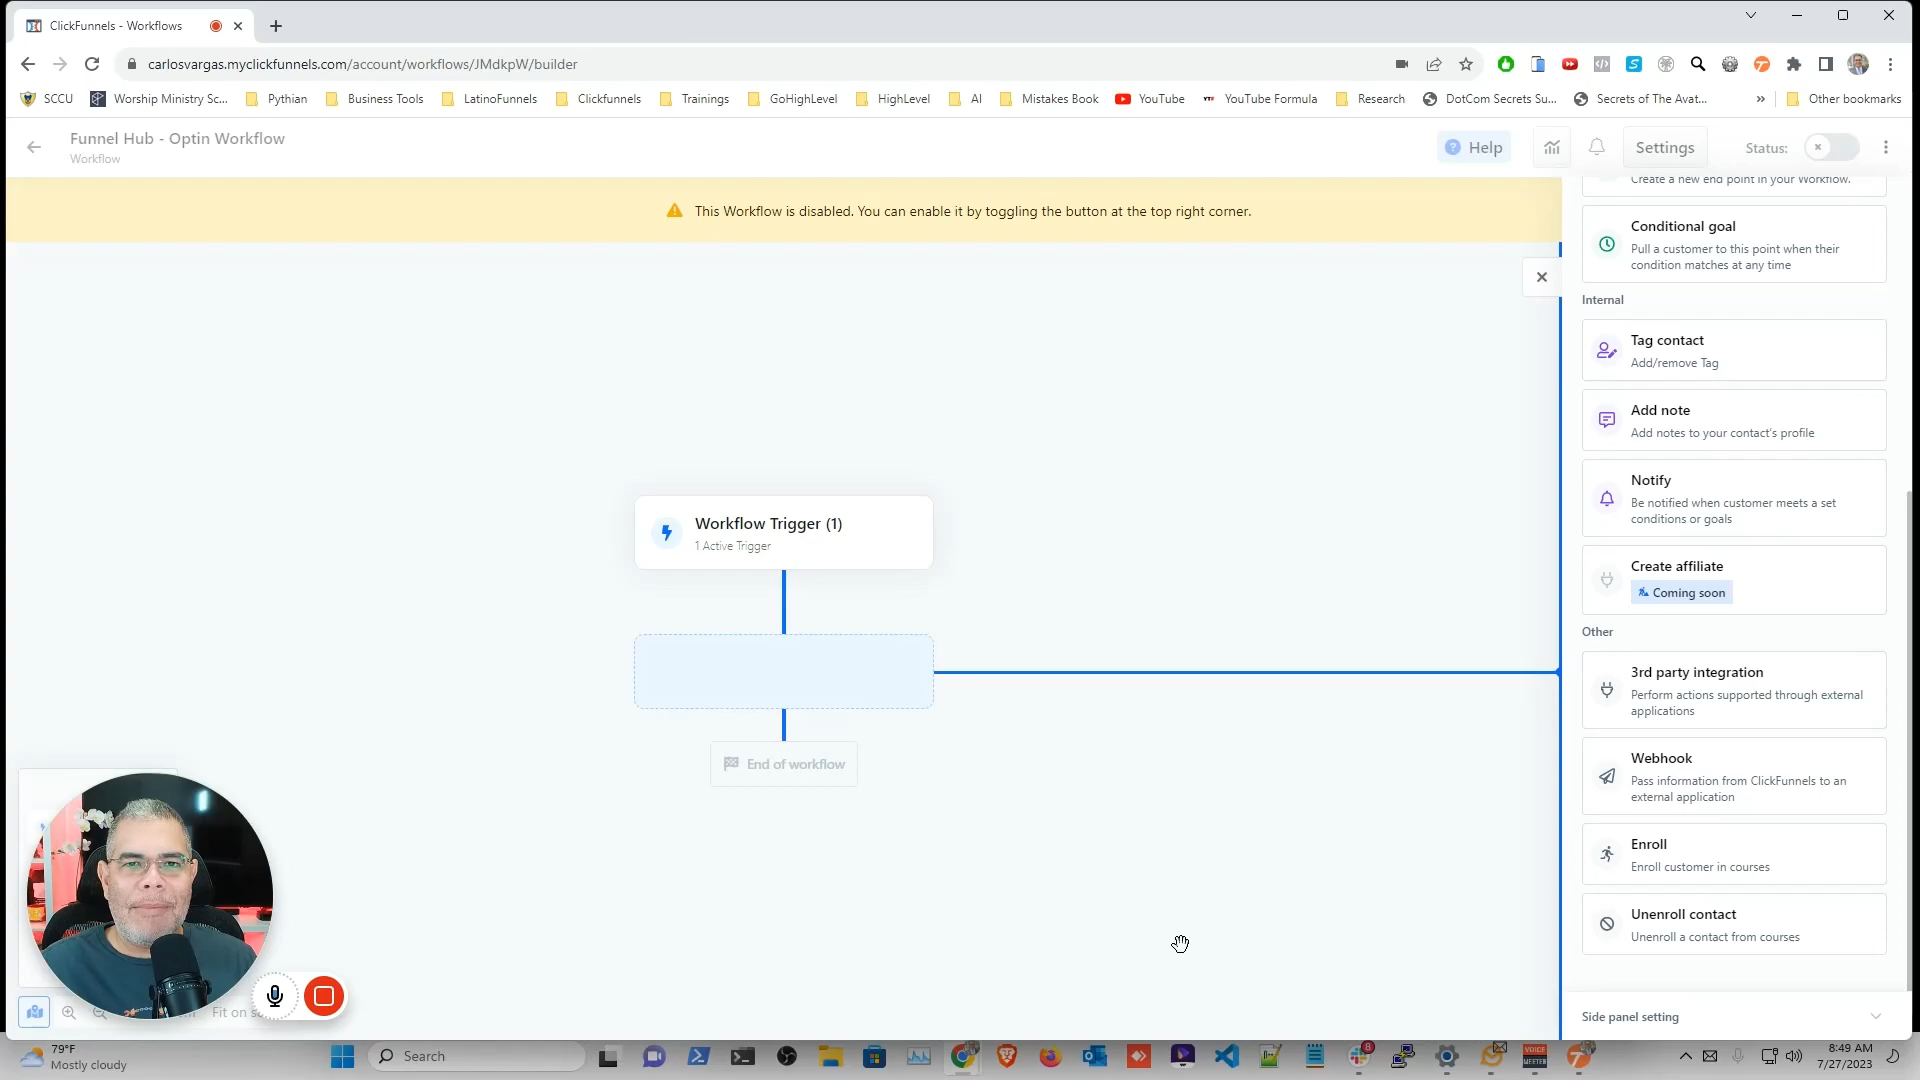 ClickFunnels - Workflows
carlosvargas.myclickfunnels.com/account/workflows/JMdkpW/builder
SCCU
Worship Ministry Sc...
Pythian
Business Tools
LatinoFunnels
Clickfunnels
Trainings
GoHighLevel
HighLevel
AI
Mistakes Book
YouTube
YouTube Formula
Research
DotCom Secrets Su...
Secrets of The Avat...
»
Other bookmarks
Funnel Hub - Optin Workflow
Workflow
Help
Settings
Status:
This Workflow is disabled. You can enable it by toggling the button at the top right corner.
Create a new end point in your Workflow.
Conditional goal
Pull a customer to this point when their
condition matches at any time
Internal
Tag contact
Add/remove Tag
Add note
Add notes to your contact's profile
Notify
Be notified when customer meets a set
conditions or goals
Create affiliate
Coming soon
Other
3rd party integration
Perform actions supported through external
applications
Webhook
Pass information from ClickFunnels to an
external application
Enroll
Enroll customer in courses
Unenroll contact
Unenroll a contact from courses
Side panel setting
Workflow Trigger (1)
1 Active Trigger
End of workflow
Fit on s
79°F
Mostly cloudy
Search
8
8:49 AM
7/27/2023